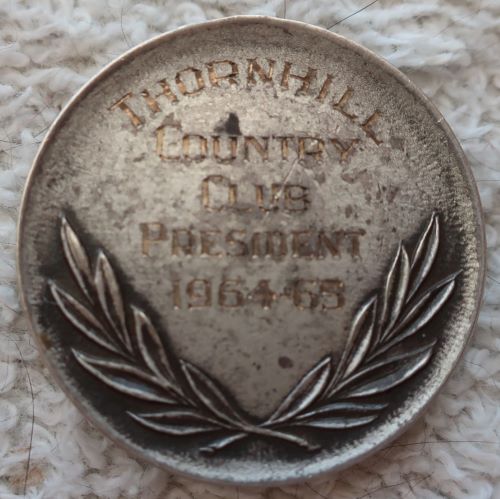 THORNHILL
COUNTRY
CLUB
PRESIDENT
1964-65